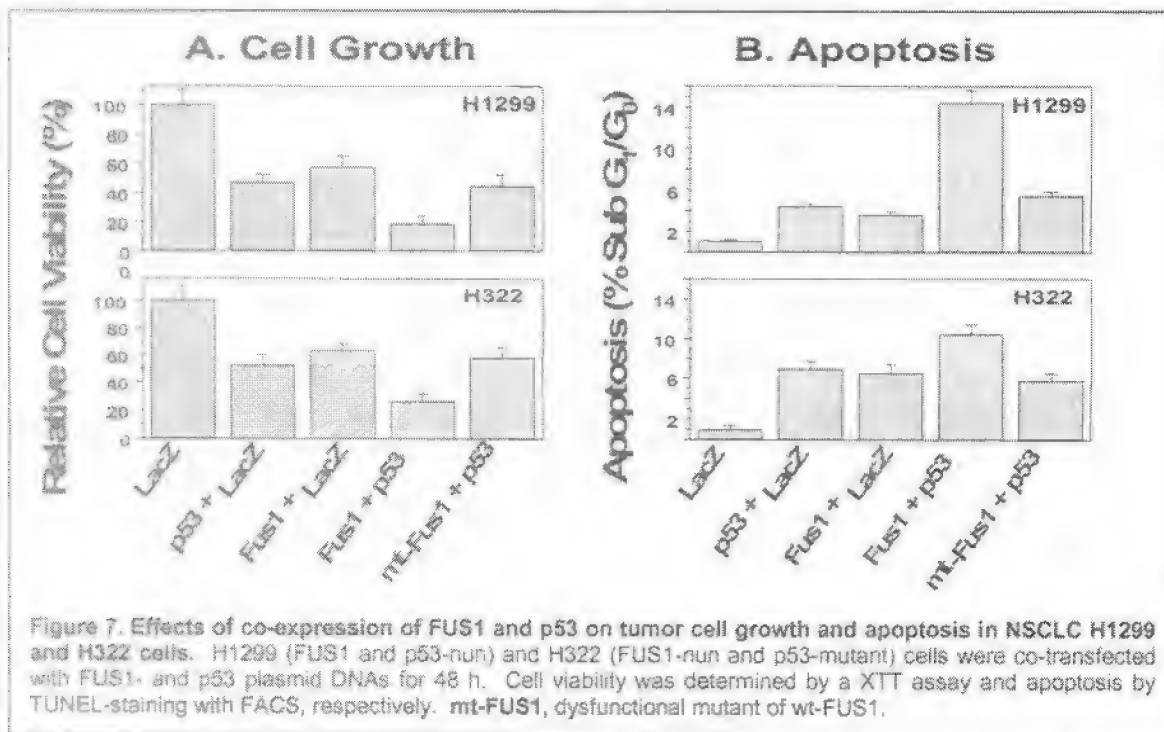 A. Cell Growth
B. Apoptosis
Relative Cell Viability (%)
H1299
100
80
60
40
20
0
0
H322
100
80
60
40
20
0
LacZ
p53 + LacZ
Fus1 + LacZ
Fus1 + p53
mt-Fus1 + p53
Apoptosis (% Sub G₁/G₀)
H1299
14
10
6
2
H322
14
10
6
2
LacZ
p53 + LacZ
Fus1 + LacZ
Fus1 + p53
mt-Fus1 + p53
Figure 7. Effects of co-expression of FUS1 and p53 on tumor cell growth and apoptosis in NSCLC H1299
and H322 cells. H1299 (FUS1 and p53-nun) and H322 (FUS1-nun and p53-mutant) cells were co-transfected
with FUS1- and p53 plasmid DNAs for 48 h. Cell viability was determined by a XTT assay and apoptosis by
TUNEL-staining with FACS, respectively. mt-FUS1, dysfunctional mutant of wt-FUS1.